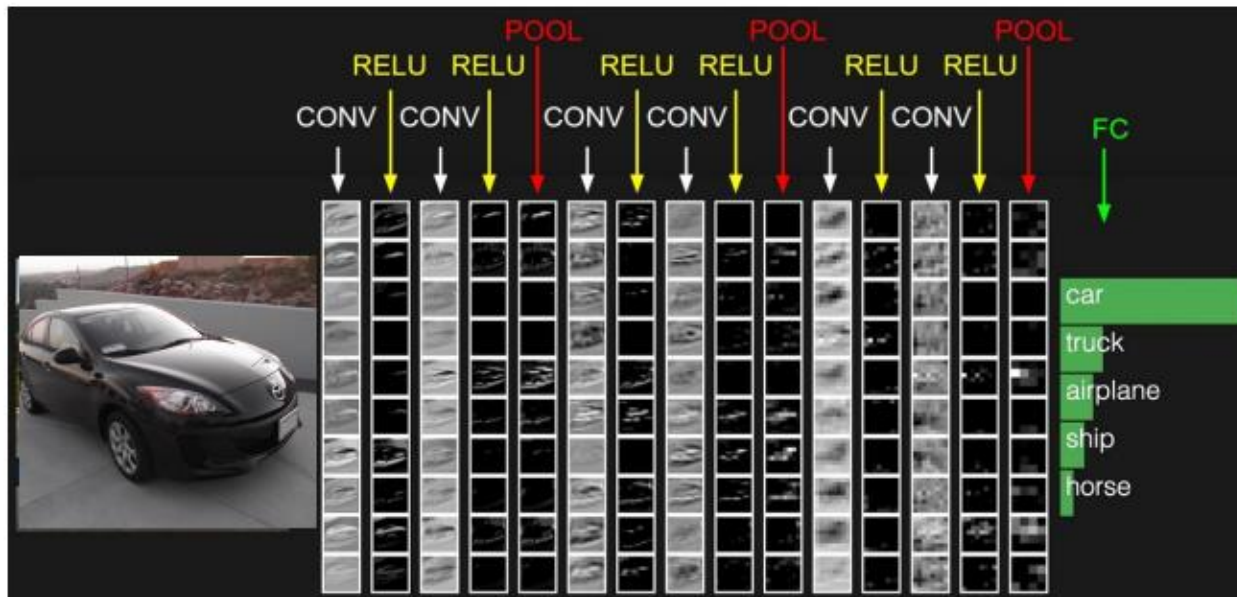 POOL POOL POOL
RELU RELU RELU RELU RELU RELU
CONV CONV CONV CONV CONV CONV
FC
car
truck
airplane
ship
horse